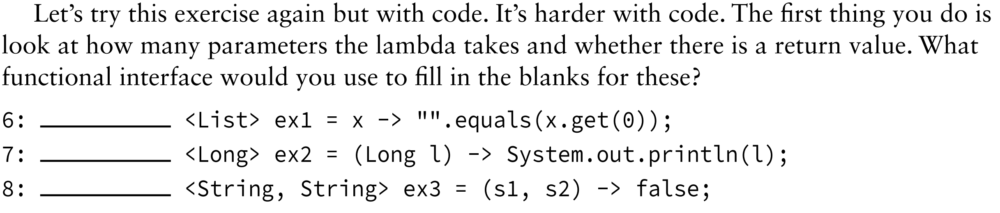 Let’s try this exercise again but with code. It’s harder with code. The first thing you do is
look at how many parameters the lambda takes and whether there is a return value. What
functional interface would you use to fill in the blanks for these?
6: __________ <List> ex1 = x -> "".equals(x.get(0));
7: __________ <Long> ex2 = (Long l) -> System.out.println(l);
8: __________ <String, String> ex3 = (s1, s2) -> false;